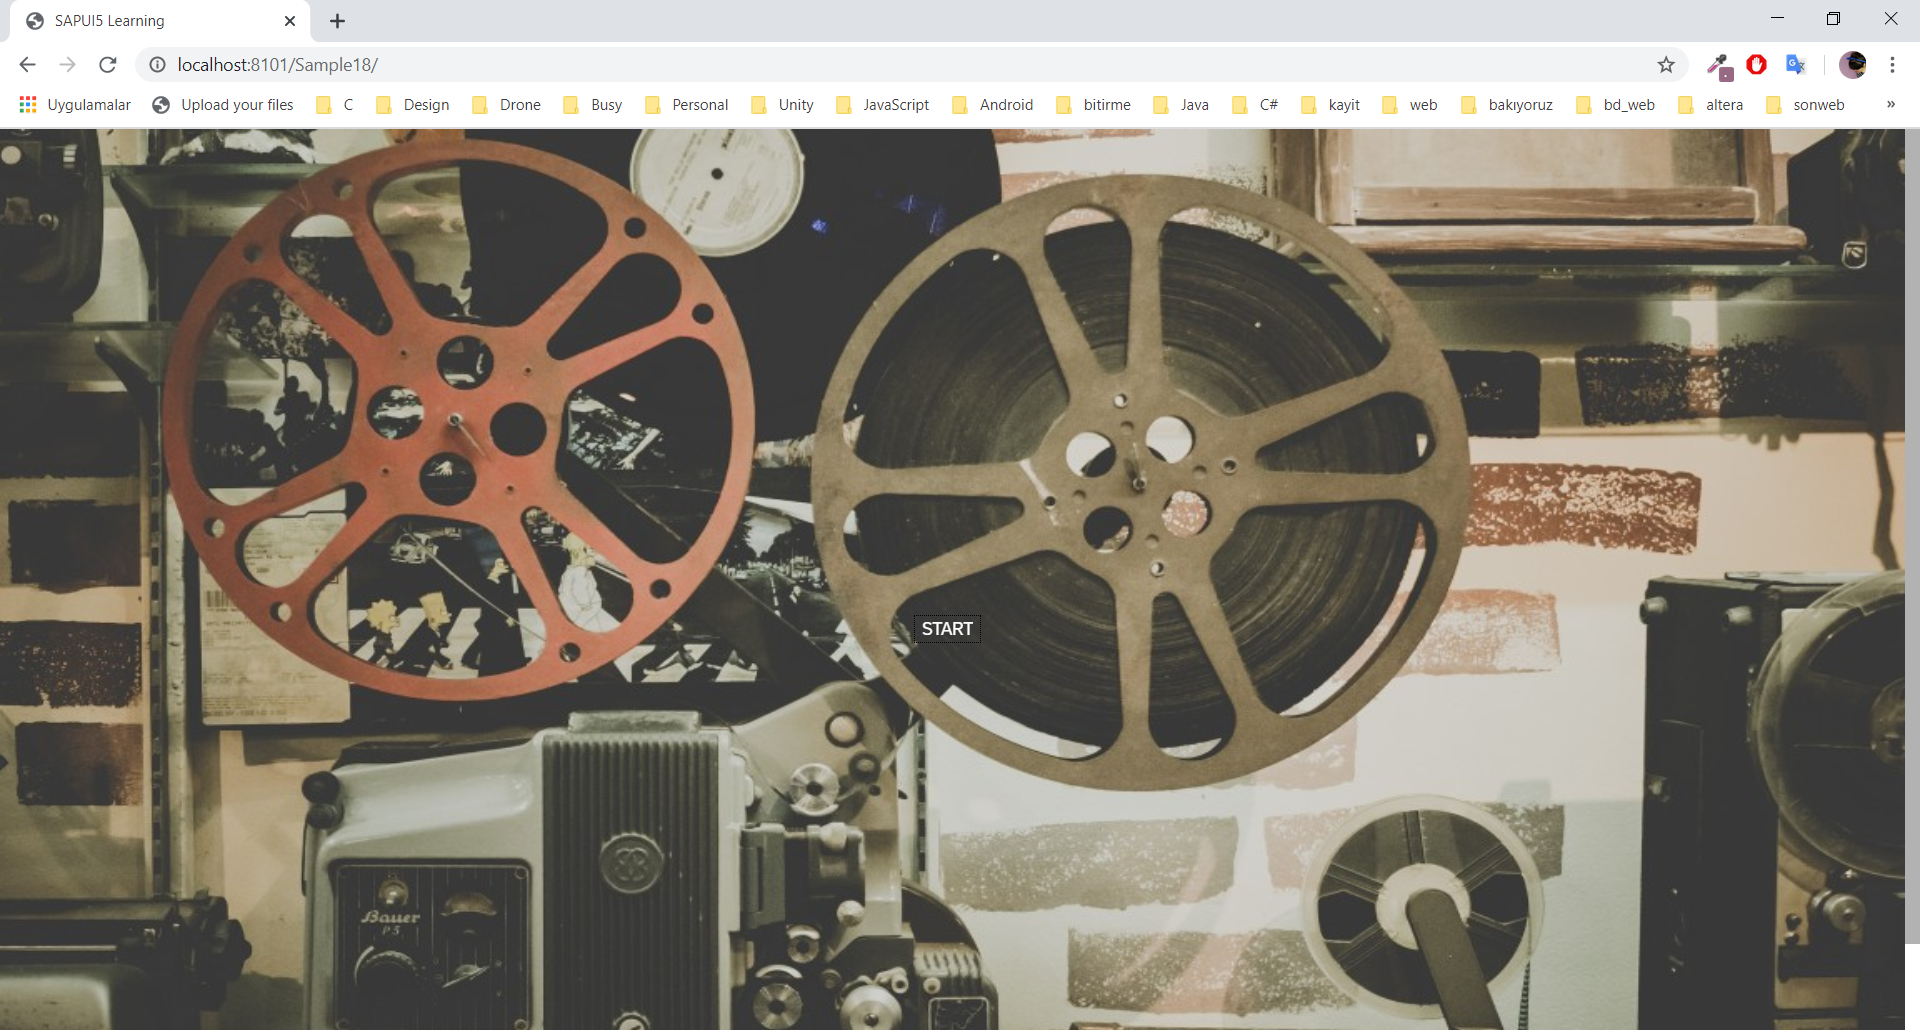 SAPUI5 Learning
localhost:8101/Sample18/
Uygulamalar Upload your files C Design Drone Busy Personal Unity JavaScript Android bitirme Java C# kayit web bakıyoruz bd_web altera sonweb »
START
Bauer
P5